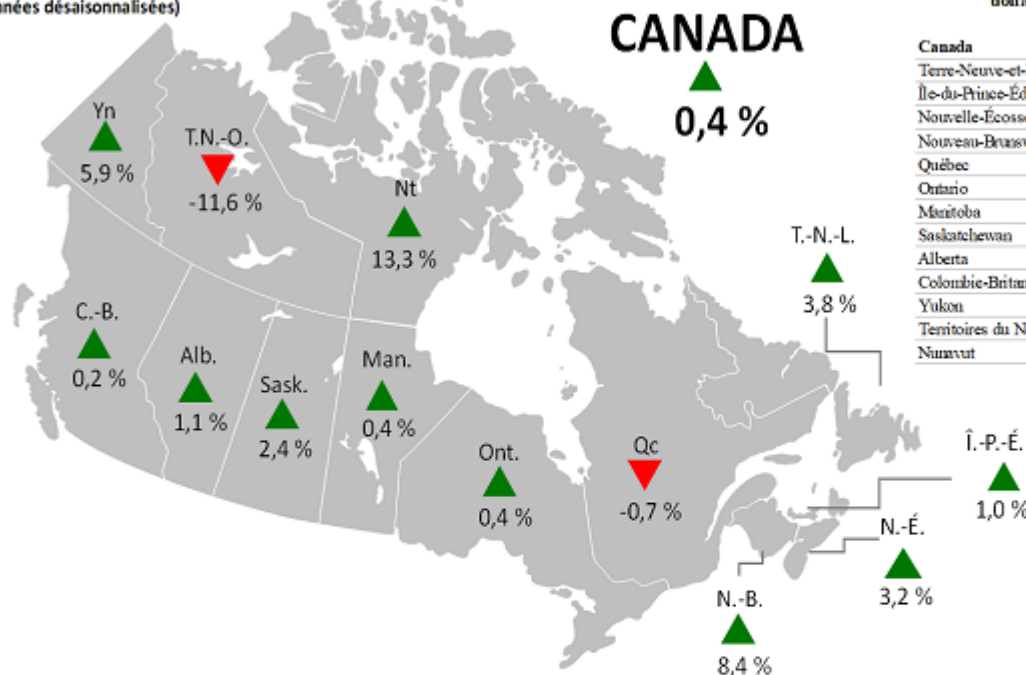 nées désaisonnalisées)
CANADA
0,4 %
Yn
5,9 %
T.N.-O.
-11,6 %
Nt
13,3 %
C.-B.
0,2 %
Alb.
1,1 %
Sask.
2,4 %
Man.
0,4 %
Ont.
0,4 %
Qc
-0,7 %
T.-N.-L.
3,8 %
Î.-P.-É.
1,0 %
N.-É.
3,2 %
N.-B.
8,4 %
Canada
Terre-Neuve-et-
Île-du-Prince-Éd
Nouvelle-Écosse
Nouveau-Brunsw
Québec
Ontario
Manitoba
Saskatchewan
Alberta
Colombie-Britan
Yukon
Territoires du N
Nunavut